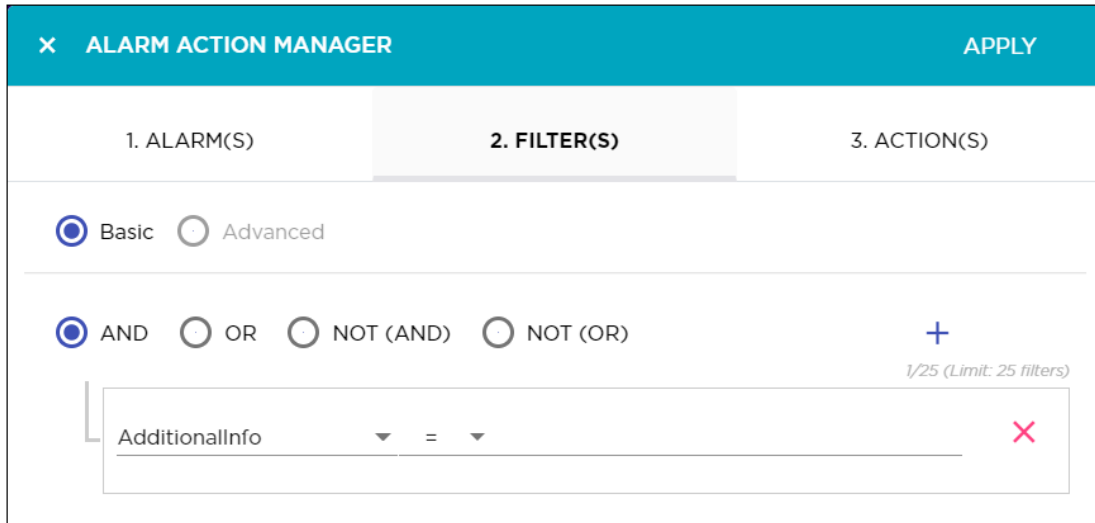 × ALARM ACTION MANAGER APPLY
1. ALARM(S) 2. FILTER(S) 3. ACTION(S)
Basic Advanced
AND OR NOT (AND) NOT (OR) +
1/25 (Limit: 25 filters)
AdditionalInfo =